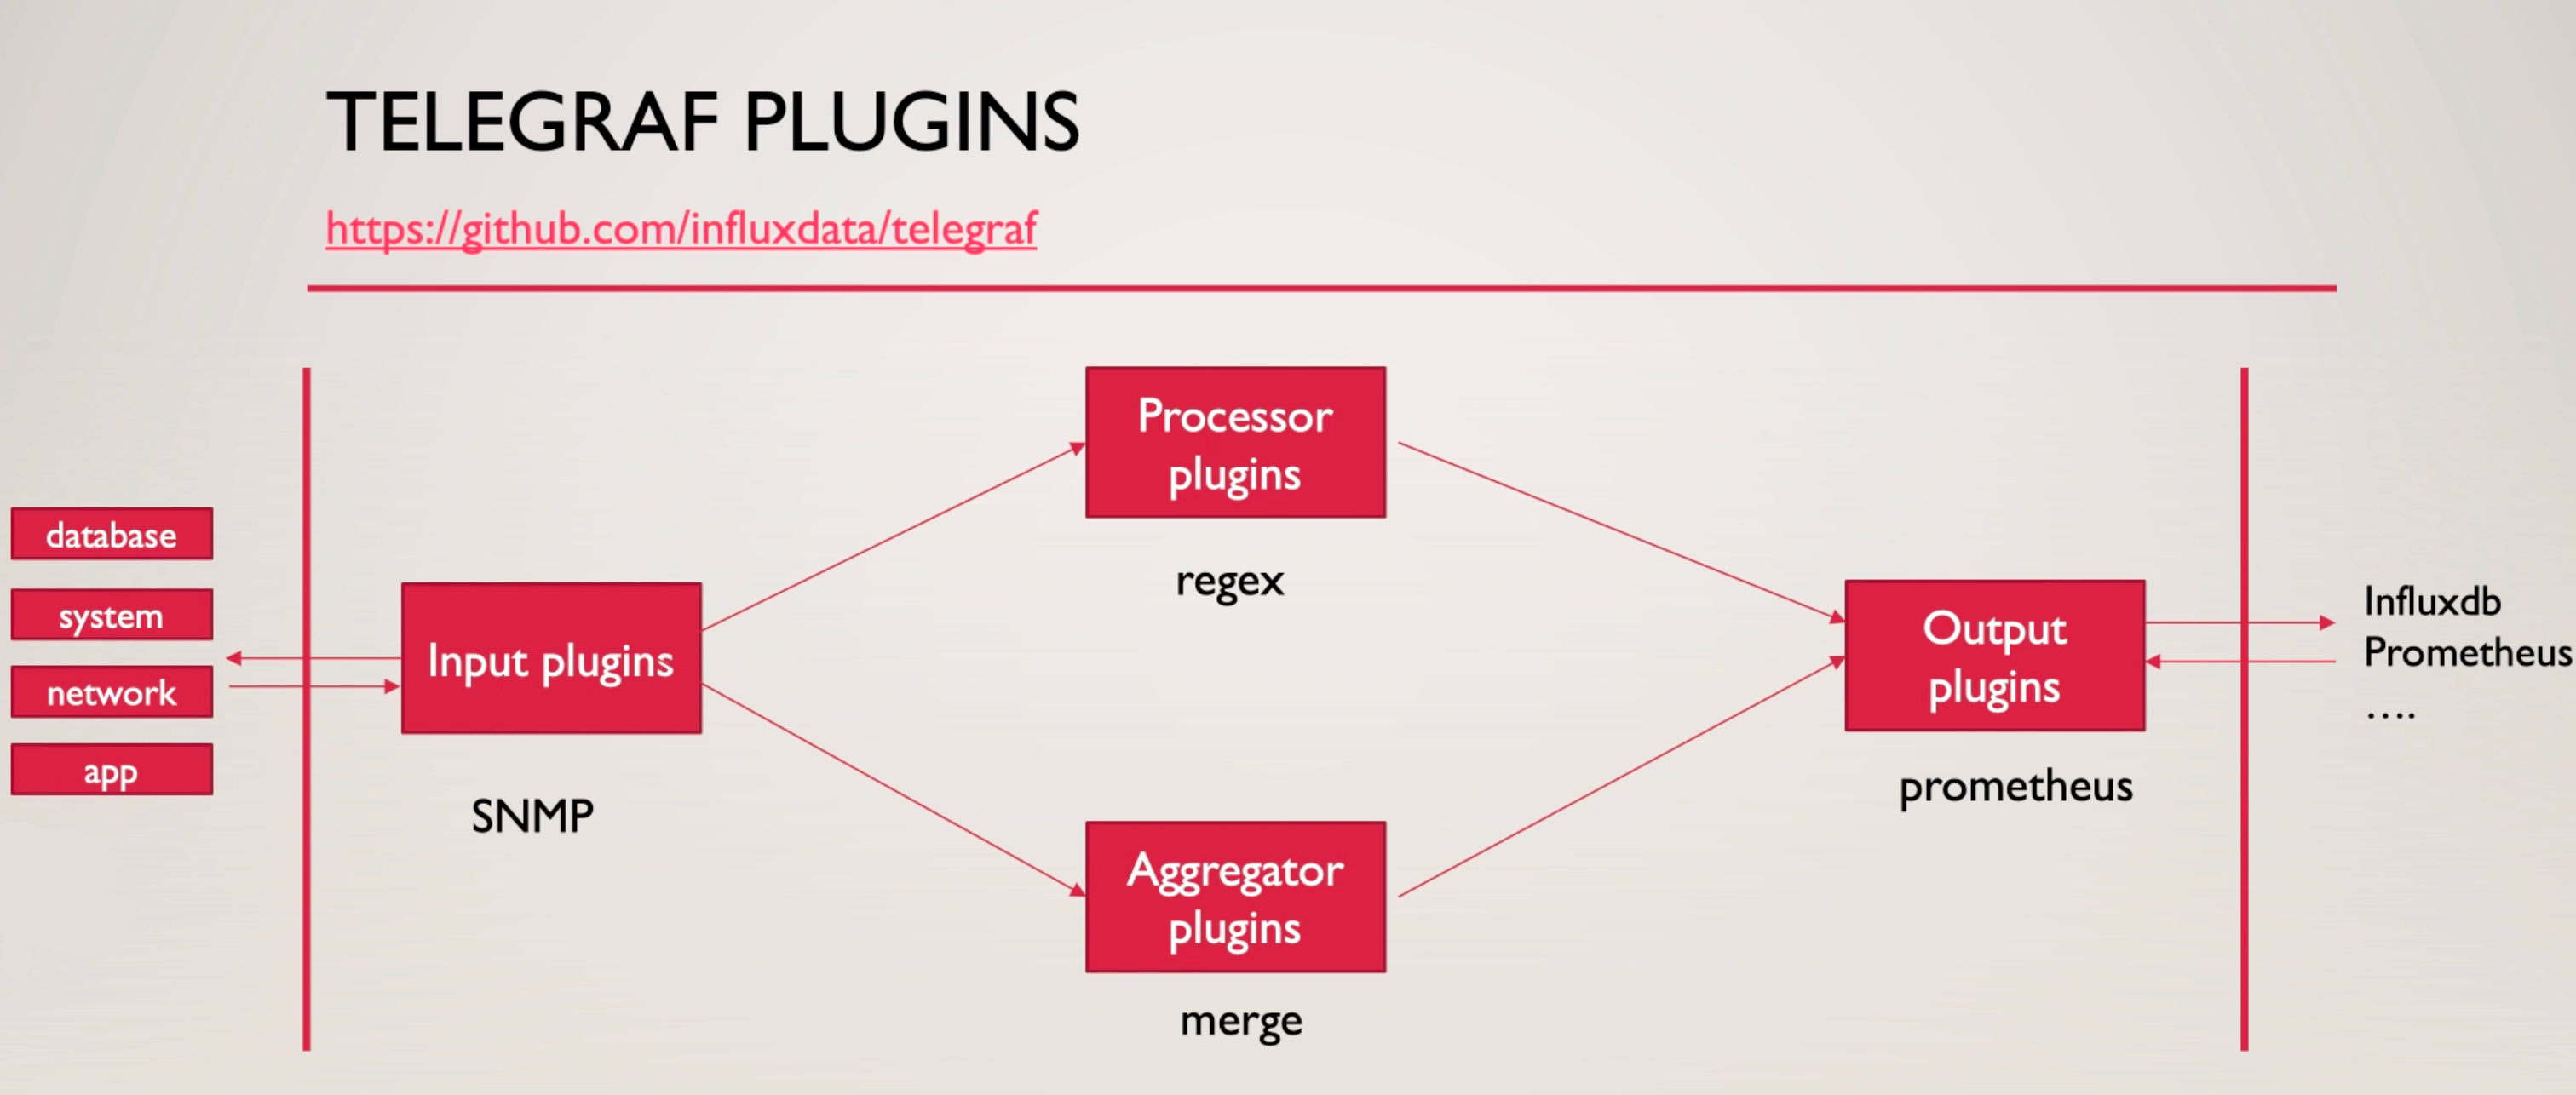 TELEGRAF PLUGINS
https://github.com/influxdata/telegraf
database
system
network
app
Input plugins
SNMP
Processor
plugins
regex
Aggregator
plugins
merge
Output
plugins
prometheus
Influxdb
Prometheus
....